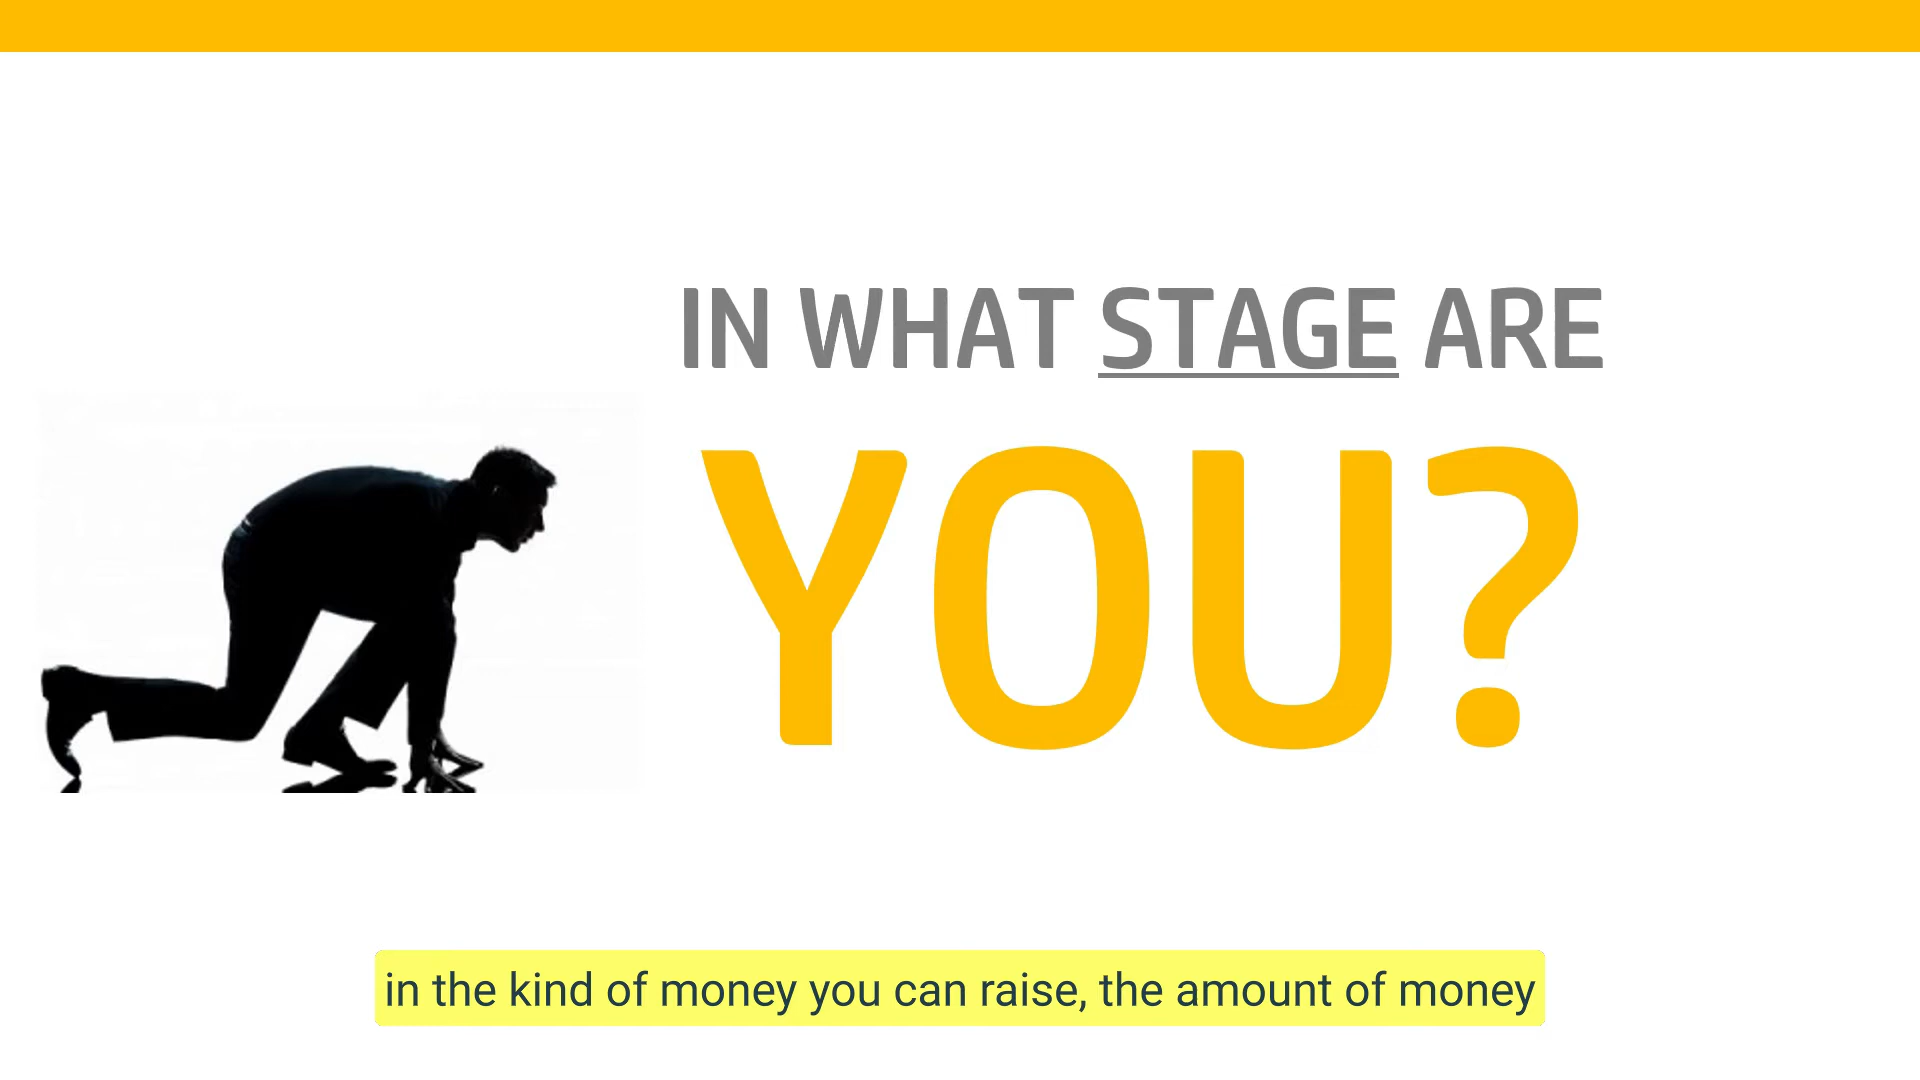 IN WHAT STAGE ARE
YOU?
in the kind of money you can raise, the amount of money